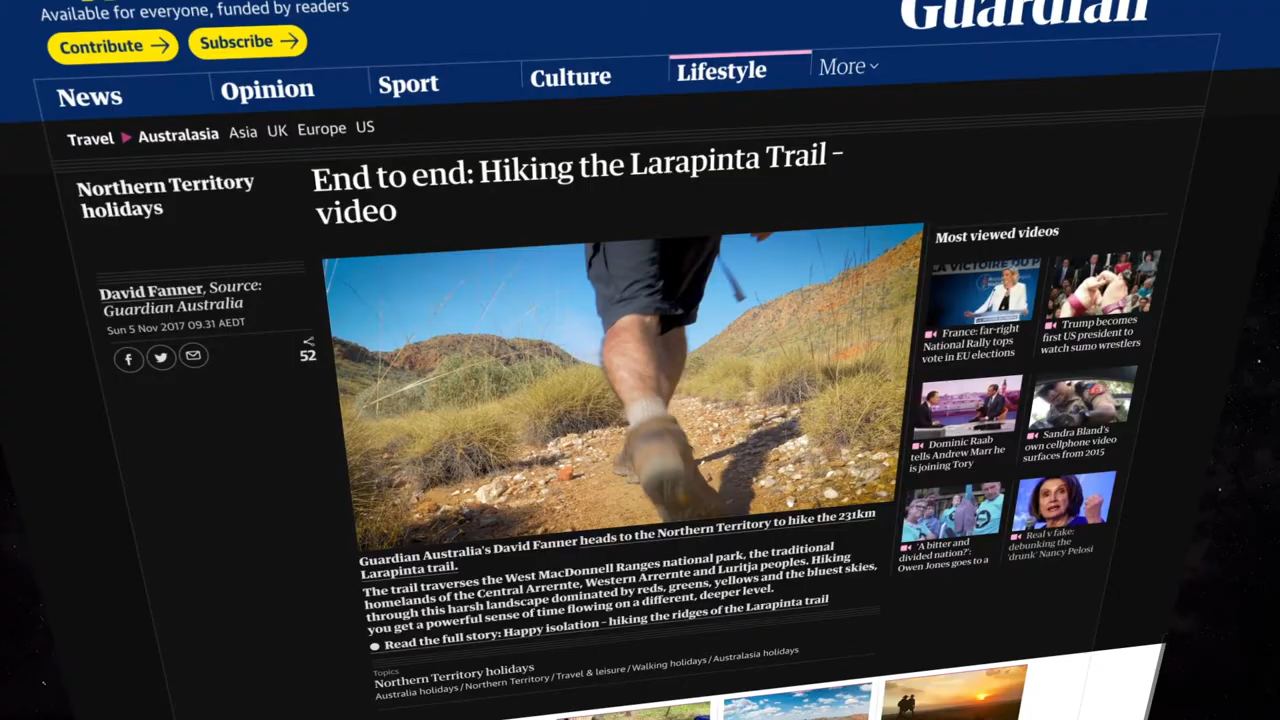 Available for everyone, funded by readers
Contribute
Subscribe
Guardian
News
Opinion
Sport
Culture
Lifestyle
More
Travel
Australasia
Asia
UK
Europe
US
Northern Territory
holidays
End to end: Hiking the Larapinta Trail –
video
David Fanner, Source:
Guardian Australia
Sun 5 Nov 2017 09.31 AEDT
52
Guardian Australia's David Fanner heads to the Northern Territory to hike the 231km
Larapinta trail.
The trail traverses the West MacDonnell Ranges national park, the traditional
homelands of the Central Arrernte, Western Arrernte and Luritja peoples. Hiking
through this harsh landscape dominated by reds, greens, yellows and the bluest skies,
you get a powerful sense of time flowing on a different, deeper level.
Read the full story: Happy isolation – hiking the ridges of the Larapinta trail
Topics
Northern Territory holidays
Australia holidays / Northern Territory / Travel & leisure / Walking holidays / Australasia holidays
Most viewed videos
LA VICTOIRE DU P
France: far-right
National Rally tops
vote in EU elections
Trump becomes
first US president to
watch sumo wrestlers
Dominic Raab
tells Andrew Marr he
is joining Tory
Sandra Bland's
own cellphone video
surfaces from 2015
'A bitter and
divided nation?':
Owen Jones goes to a
Real v fake:
debunking the
'drunk' Nancy Pelosi